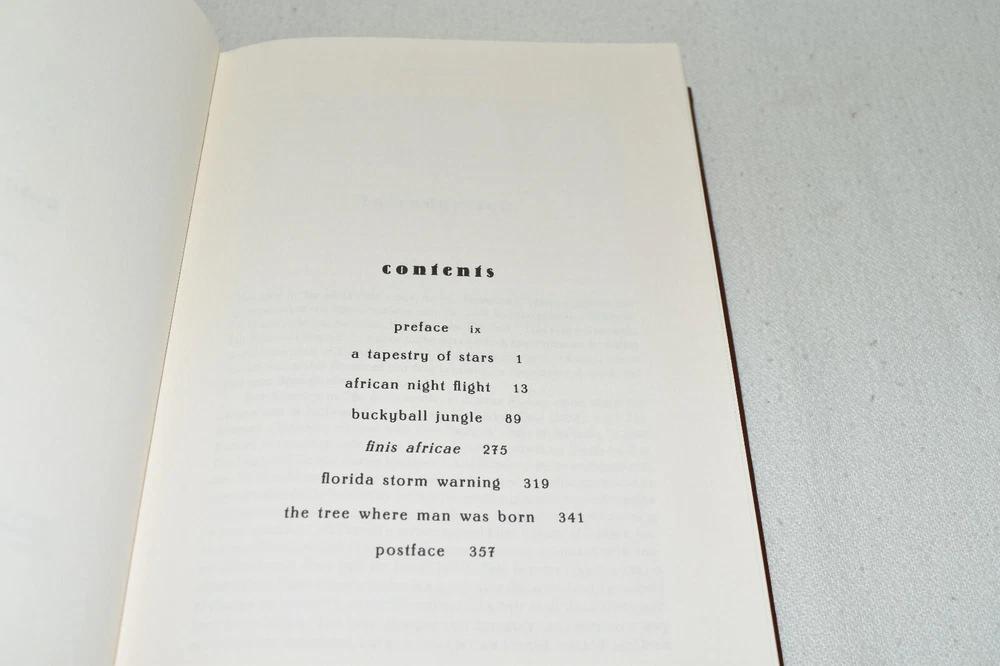 contents
preface ix
a tapestry of stars 1
african night flight 13
buckyball jungle 89
finis africae 275
florida storm warning 319
the tree where man was born 341
postface 357